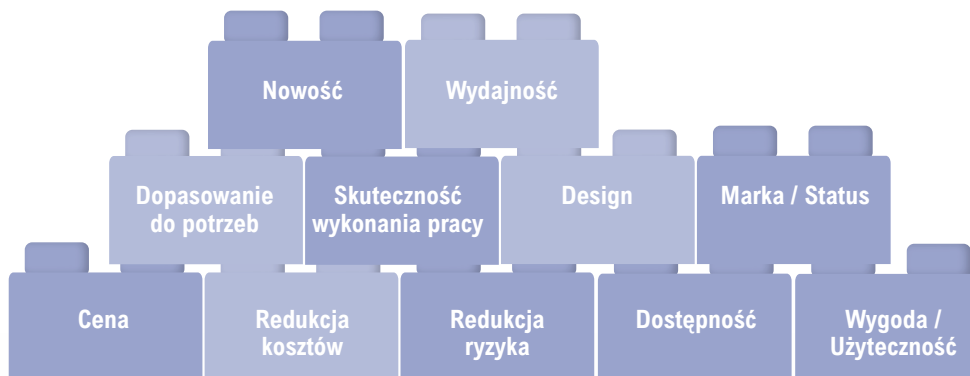 Nowość
Wydajność
Dopasowanie
do potrzeb
Skuteczność
wykonania pracy
Design
Marka / Status
Cena
Redukcja
kosztów
Redukcja
ryzyka
Dostępność
Wygoda /
Użyteczność